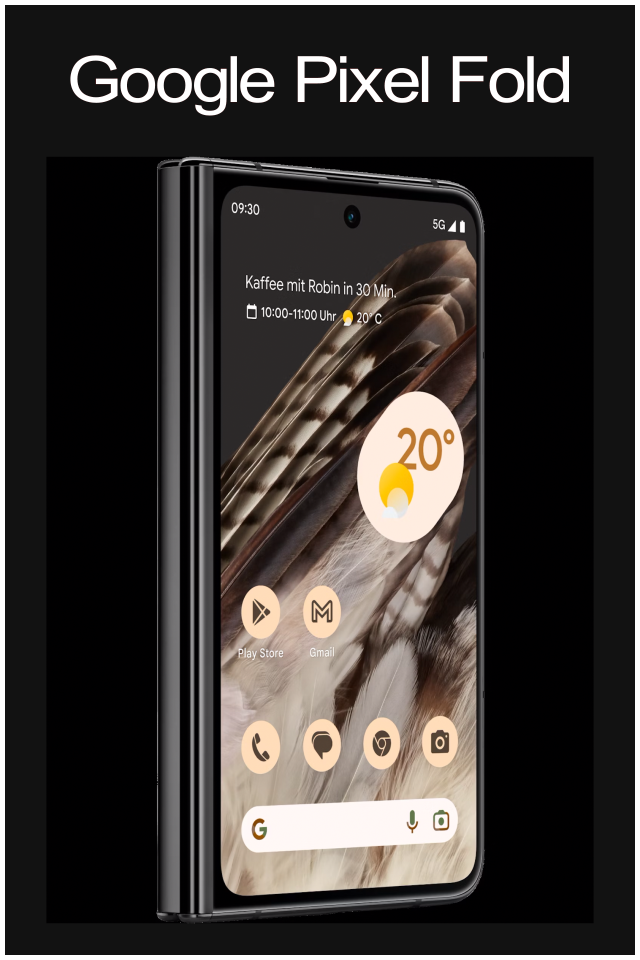 Google Pixel Fold
09:30
5G
Kaffee mit Robin in 30 Min.
10:00-11:00 Uhr 20° C
20°
Play Store Gmail
G